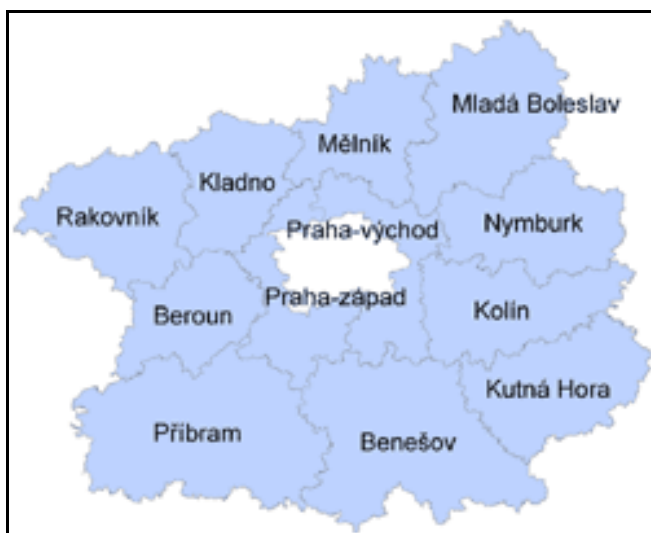 Mladá Boleslav
Mělník
Kladno
Rakovník
Nymburk
Praha-východ
Praha-západ
Beroun
Kolín
Kutná Hora
Příbram
Benešov